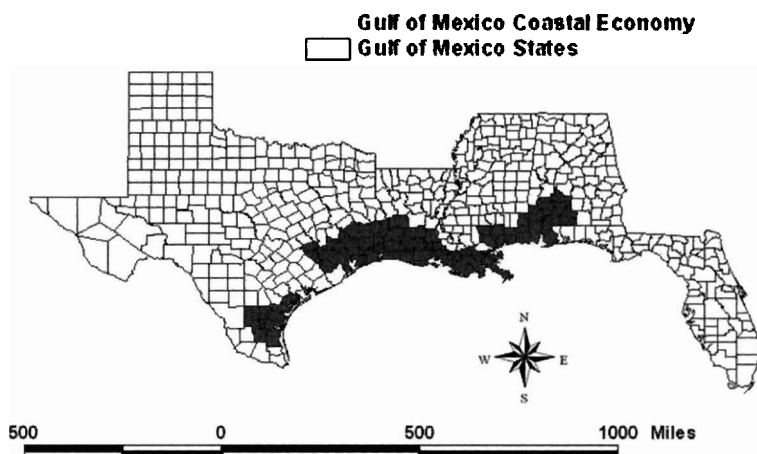 Gulf of Mexico Coastal Economy
Gulf of Mexico States
N
W E
S
500 0 500 1000 Miles